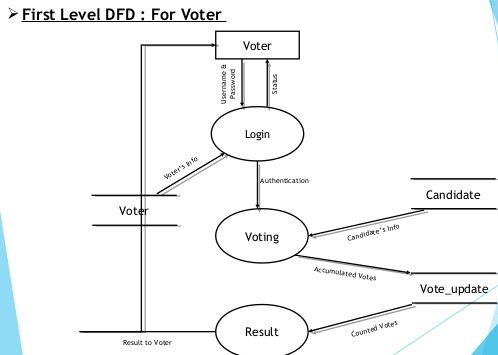 First Level DFD : For Voter
Voter
Username &
Password
Status
Login
Voter's Info
Authentication
Candidate
Voter
Candidate's Info
Voting
Accumulated Votes
Vote_update
Counted Votes
Result
Result to Voter